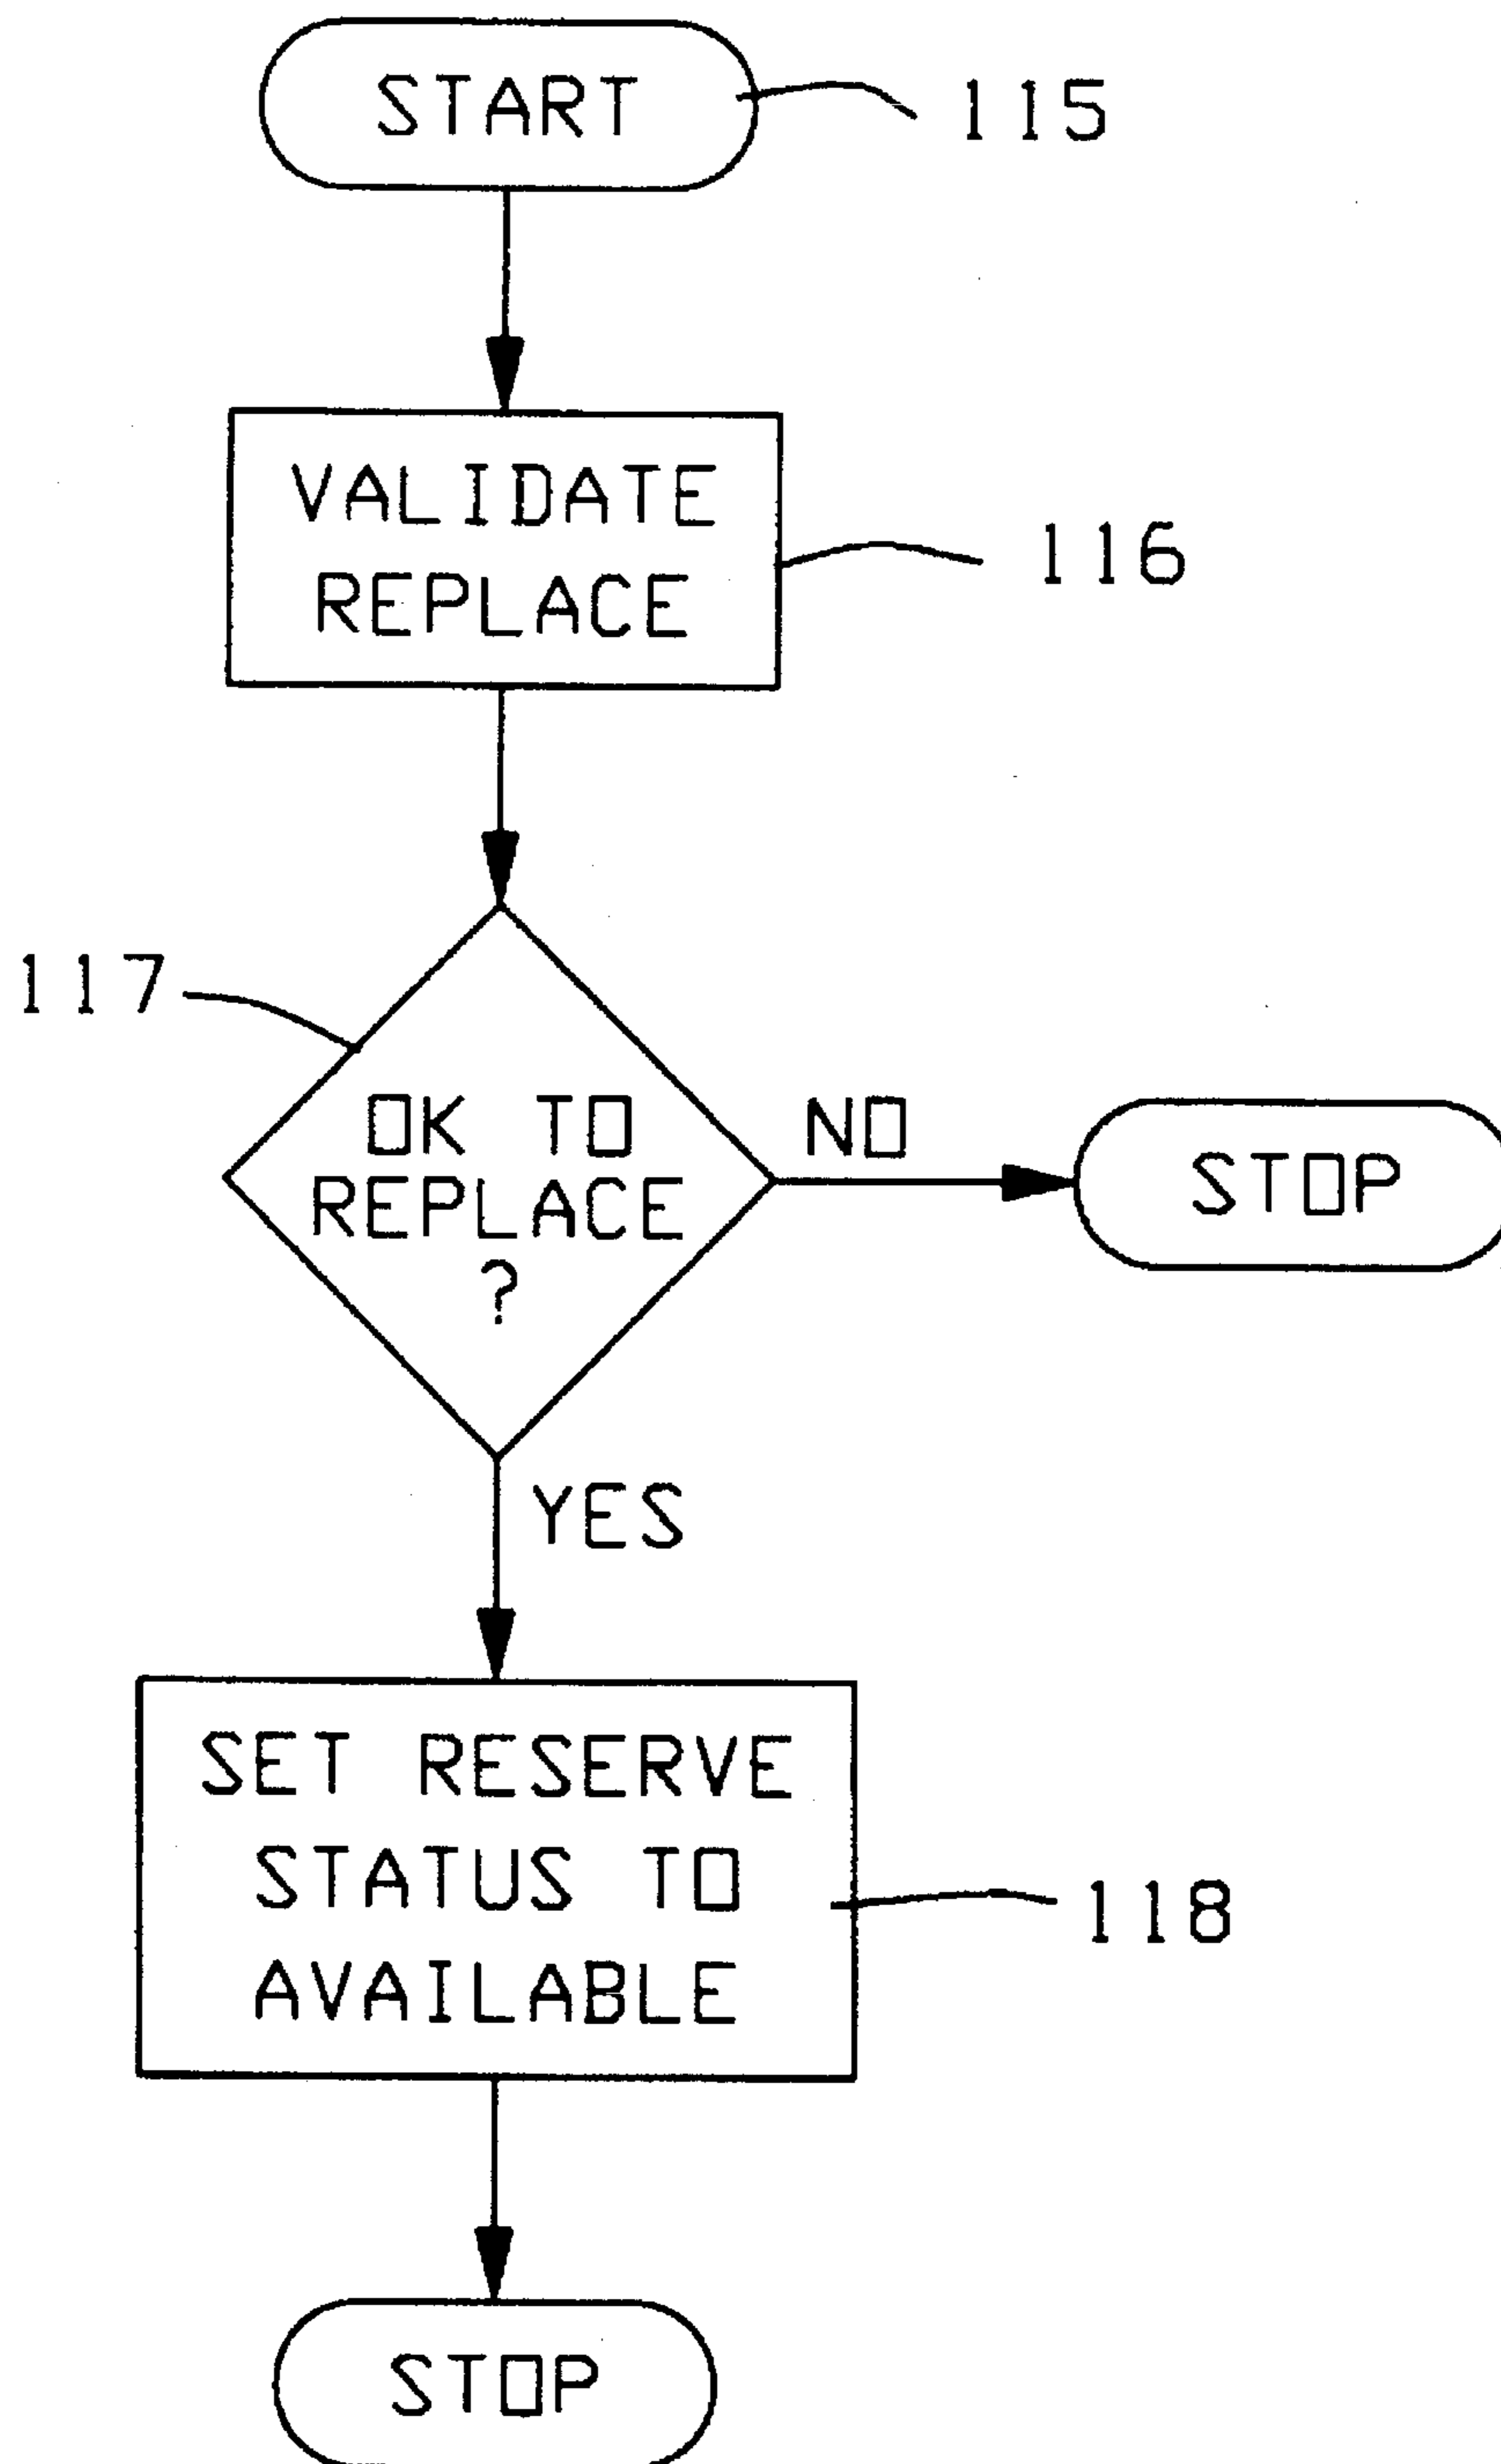 START
115
VALIDATE
REPLACE
116
117
OK TO
REPLACE
?
NO
STOP
YES
SET RESERVE
STATUS TO
AVAILABLE
118
STOP